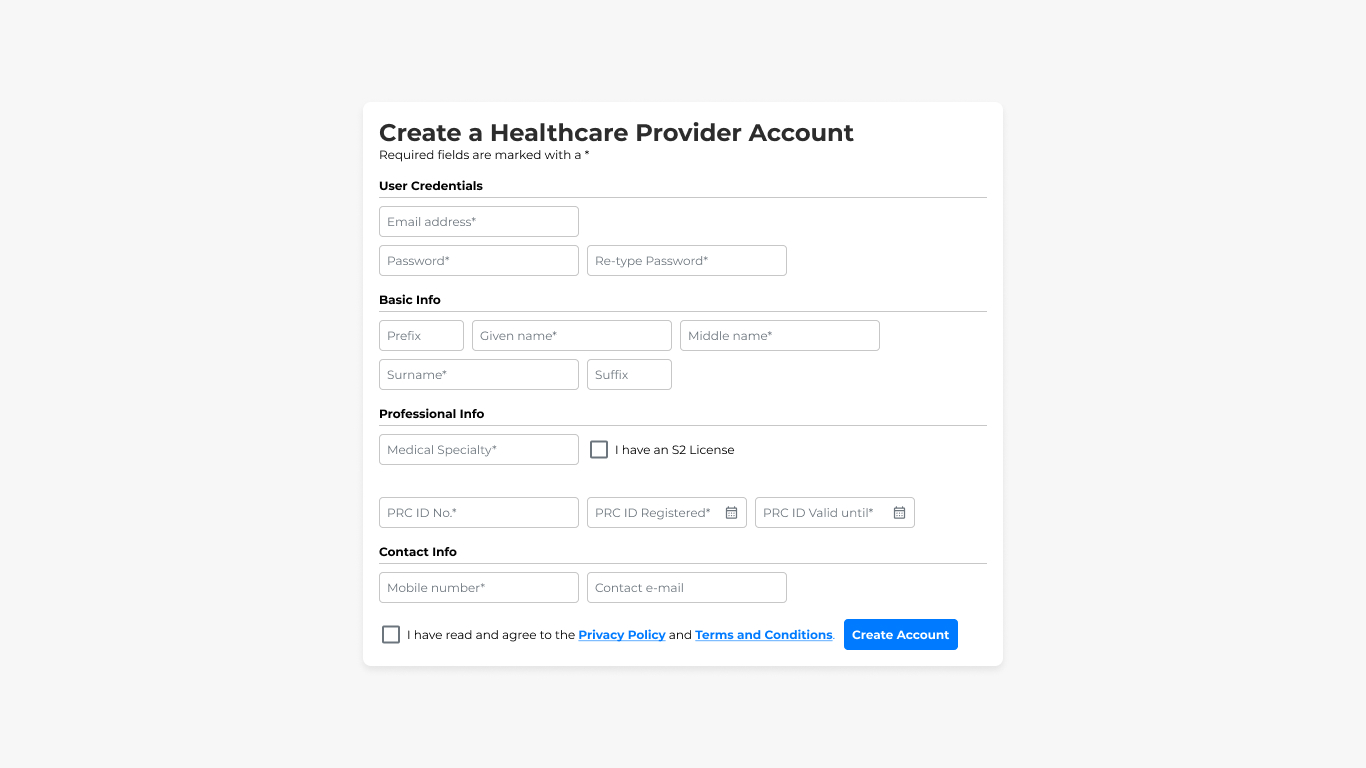 Create a Healthcare Provider Account
Required fields are marked with a *
User Credentials
Email address*
Password* Re-type Password*
Basic Info
Prefix Given name* Middle name*
Surname* Suffix
Professional Info
Medical Specialty* I have an S2 License
PRC ID No.* PRC ID Registered* PRC ID Valid until*
Contact Info
Mobile number* Contact e-mail
I have read and agree to the Privacy Policy and Terms and Conditions. Create Account